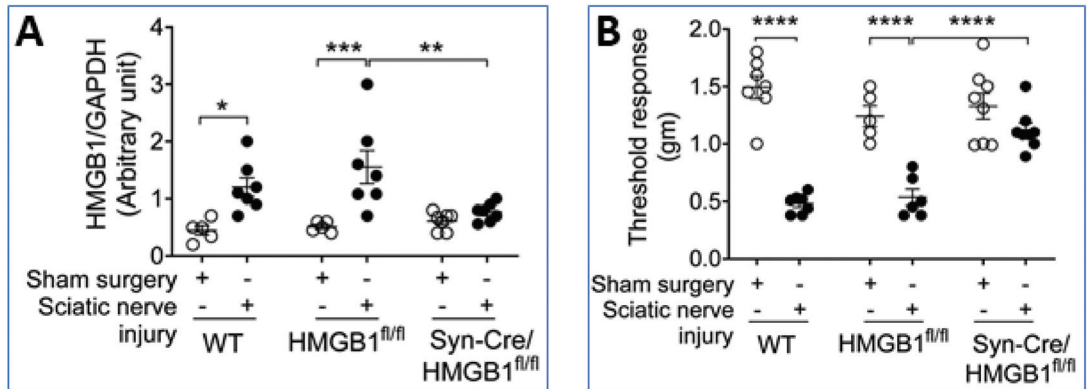 A
HMGB1/GAPDH
(Arbitrary unit)
4
3
2
1
0
*
***
**
Sham surgery + - + - + -
Sciatic nerve - + - + - +
injury
WT
HMGB1fl/fl
Syn-Cre/
HMGB1fl/fl
B
Threshold response
(gm)
2.0
1.5
1.0
0.5
0.0
****
****
****
Sham surgery + - + - + -
Sciatic nerve - + - + - +
injury
WT
HMGB1fl/fl
Syn-Cre/
HMGB1fl/fl